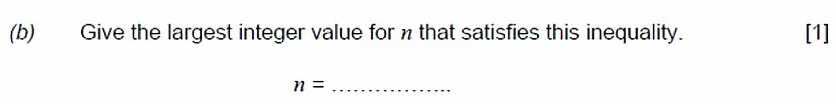 (b) Give the largest integer value for n that satisfies this inequality. [1]
n = ……………..